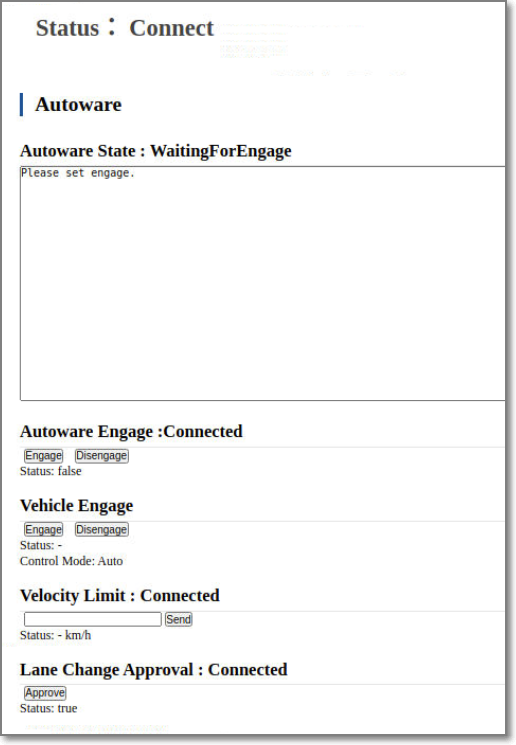 Status： Connect
Autoware
Autoware State : WaitingForEngage
Please set engage.
Autoware Engage :Connected
Engage Disengage
Status: false
Vehicle Engage
Engage Disengage
Status: -
Control Mode: Auto
Velocity Limit : Connected
Send
Status: - km/h
Lane Change Approval : Connected
Approve
Status: true